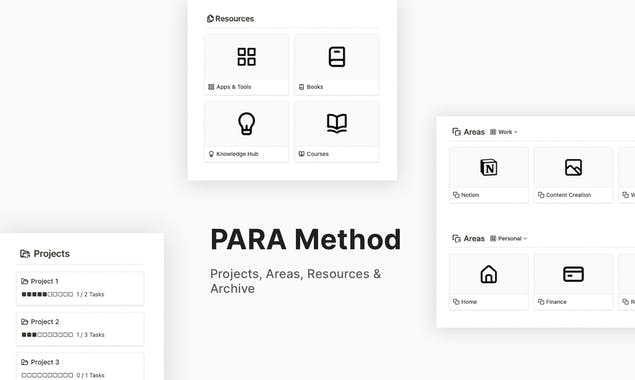 Resources
Apps & Tools
Books
Knowledge Hub
Courses
Areas
Work
Notion
Content Creation
Areas
Personal
Home
Finance
PARA Method
Projects, Areas, Resources &
Archive
Projects
Project 1
1 / 2 Tasks
Project 2
1 / 3 Tasks
Project 3
0 / 1 Tasks